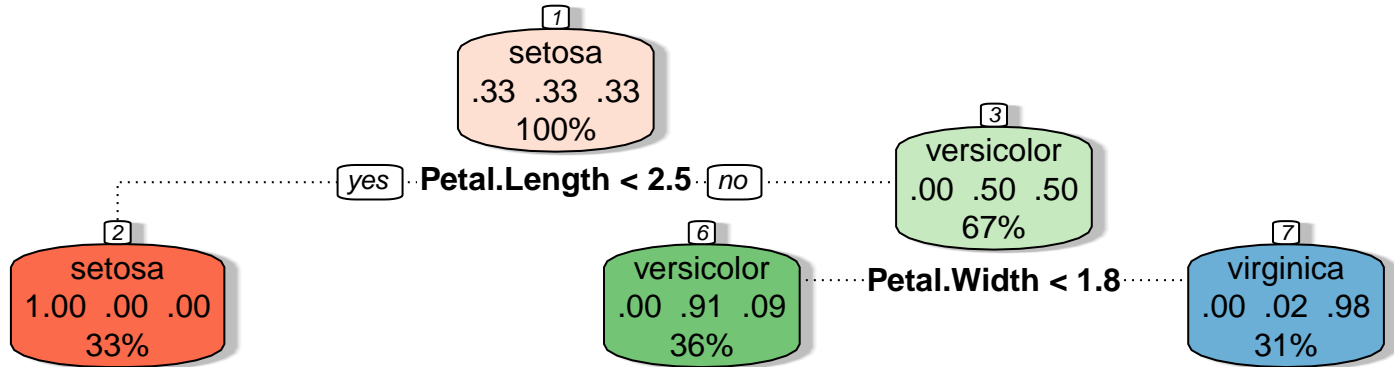 1
setosa
.33 .33 .33
100%
yes Petal.Length < 2.5 no
3
versicolor
.00 .50 .50
67%
2
setosa
1.00 .00 .00
33%
6
versicolor
.00 .91 .09
36%
Petal.Width < 1.8
7
virginica
.00 .02 .98
31%